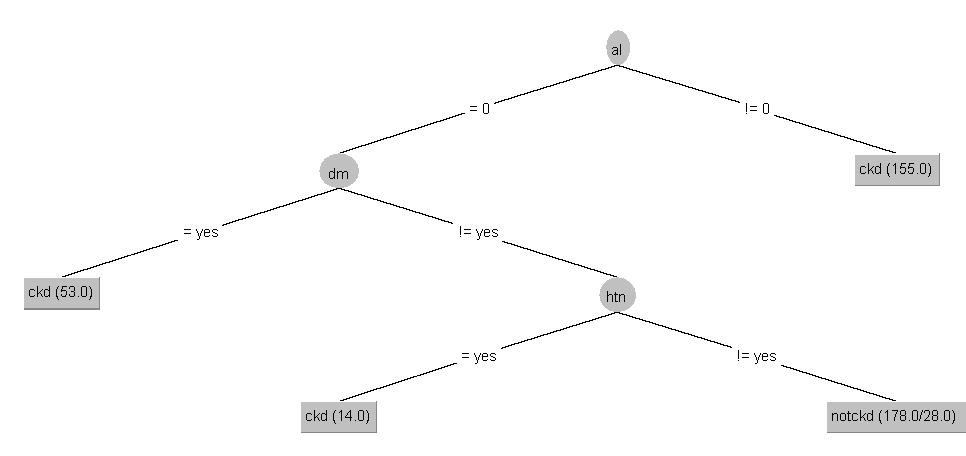 al
= 0
!= 0
dm
ckd (155.0)
= yes
!= yes
ckd (53.0)
htn
= yes
!= yes
ckd (14.0)
notckd (178.0/28.0)